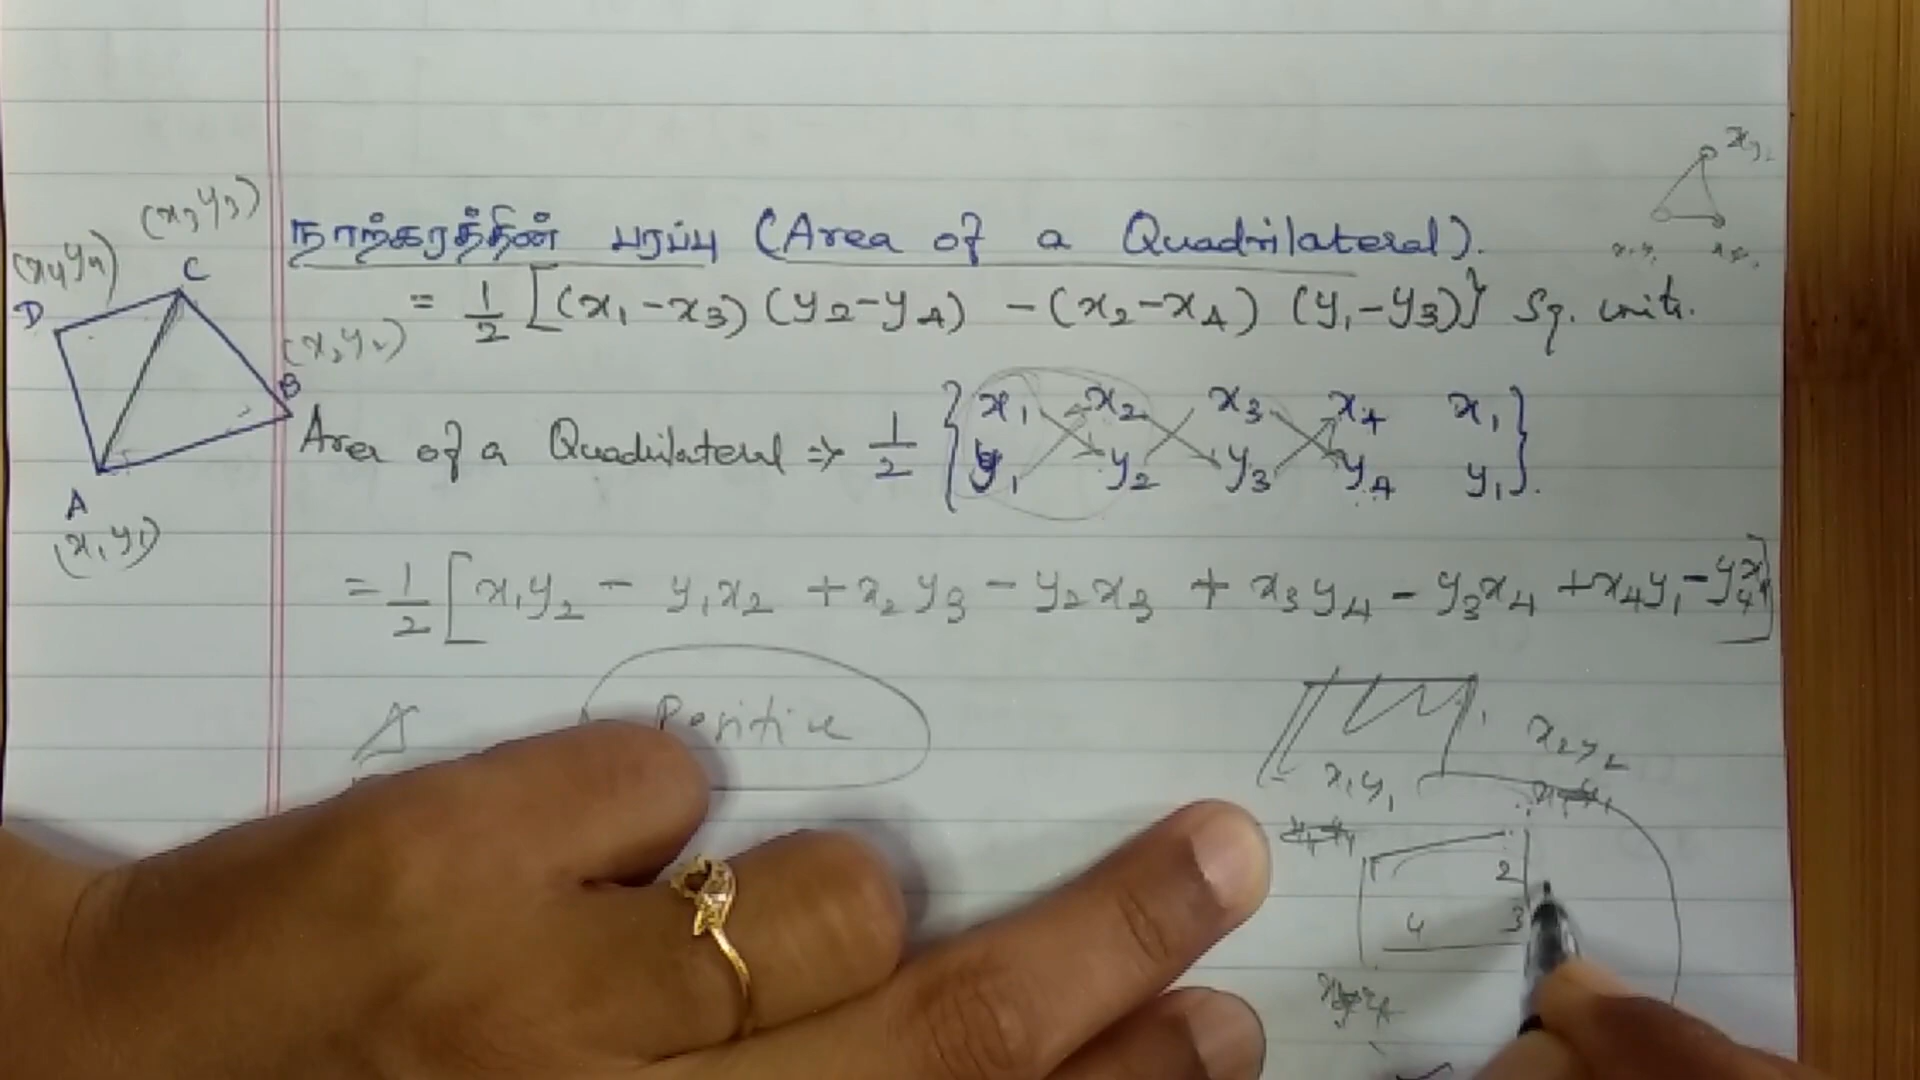 (x₃y₃)
(x₄y₄)
C
D
நாற்கரத்தின் பரப்பு (Area of a Quadrilateral).
= 1/2 [(x₁-x₃) (y₂-y₄) -(x₂-x₄) (y₁-y₃)} Sq. units.
(x₂y₂)
B
Area of a Quadrilateral ⇒ 1/2 { x₁ x₂ x₃ x₄ x₁
y₁ y₂ y₃ y₄ y₁ }.
A
(x₁y₁)
= 1/2 [x₁y₂ - y₁x₂ + x₂y₃ - y₂x₃ + x₃y₄ - y₃x₄ + x₄y₁ - y₄x₁]
Positive
x₂y₂
x₁y₁
2
4 3